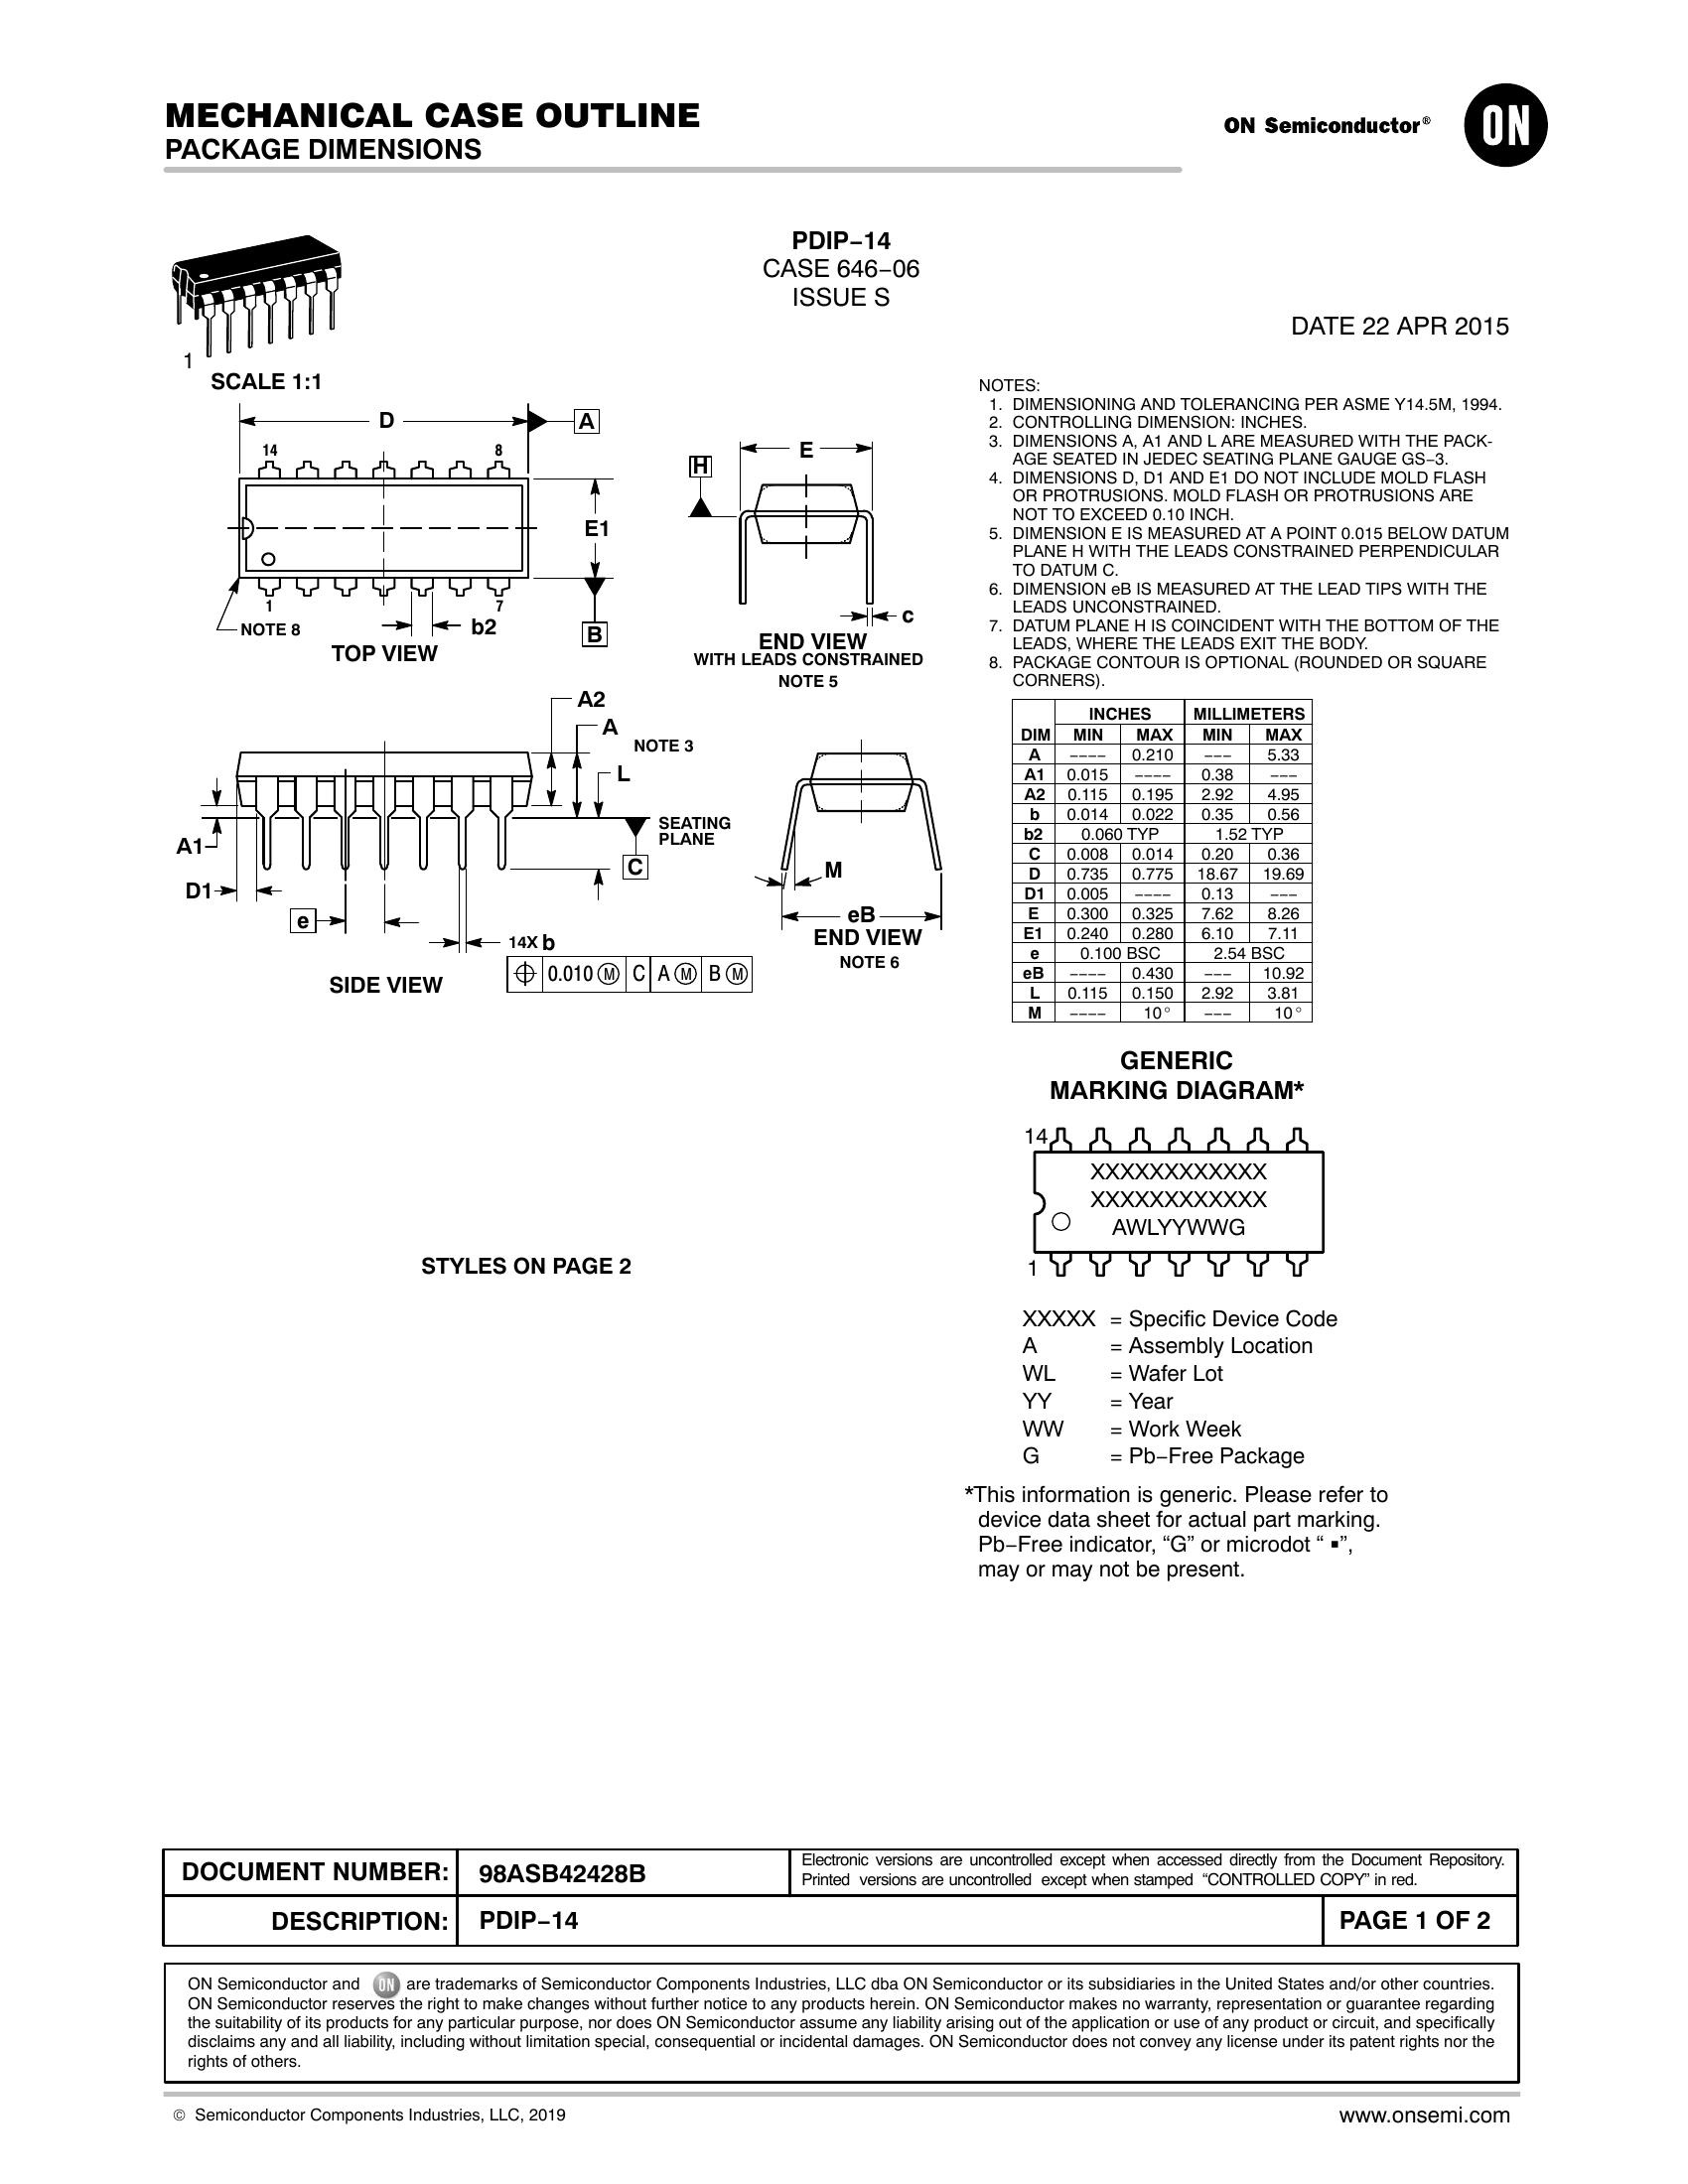 MECHANICAL CASE OUTLINE
PACKAGE DIMENSIONS
ON Semiconductor®
ON
PDIP−14
CASE 646−06
ISSUE S
DATE 22 APR 2015
1
SCALE 1:1
D
A
14
8
E1
1
7
NOTE 8
b2
B
TOP VIEW
H
E
c
END VIEW
WITH LEADS CONSTRAINED
NOTE 5
A2
A
NOTE 3
L
SEATING
PLANE
C
A1
D1
e
14X b
0.010 Ⓜ C A Ⓜ B Ⓜ
SIDE VIEW
M
eB
END VIEW
NOTE 6
NOTES:
1. DIMENSIONING AND TOLERANCING PER ASME Y14.5M, 1994.
2. CONTROLLING DIMENSION: INCHES.
3. DIMENSIONS A, A1 AND L ARE MEASURED WITH THE PACK-
AGE SEATED IN JEDEC SEATING PLANE GAUGE GS−3.
4. DIMENSIONS D, D1 AND E1 DO NOT INCLUDE MOLD FLASH
OR PROTRUSIONS. MOLD FLASH OR PROTRUSIONS ARE
NOT TO EXCEED 0.10 INCH.
5. DIMENSION E IS MEASURED AT A POINT 0.015 BELOW DATUM
PLANE H WITH THE LEADS CONSTRAINED PERPENDICULAR
TO DATUM C.
6. DIMENSION eB IS MEASURED AT THE LEAD TIPS WITH THE
LEADS UNCONSTRAINED.
7. DATUM PLANE H IS COINCIDENT WITH THE BOTTOM OF THE
LEADS, WHERE THE LEADS EXIT THE BODY.
8. PACKAGE CONTOUR IS OPTIONAL (ROUNDED OR SQUARE
CORNERS).
INCHES MILLIMETERS
DIM MIN MAX MIN MAX
A −−−− 0.210 −−− 5.33
A1 0.015 −−−− 0.38 −−−
A2 0.115 0.195 2.92 4.95
b 0.014 0.022 0.35 0.56
b2 0.060 TYP 1.52 TYP
C 0.008 0.014 0.20 0.36
D 0.735 0.775 18.67 19.69
D1 0.005 −−−− 0.13 −−−
E 0.300 0.325 7.62 8.26
E1 0.240 0.280 6.10 7.11
e 0.100 BSC 2.54 BSC
eB −−−− 0.430 −−− 10.92
L 0.115 0.150 2.92 3.81
M −−−− 10° −−− 10°
GENERIC
MARKING DIAGRAM*
14
XXXXXXXXXXXX
XXXXXXXXXXXX
AWLYYWWG
1
XXXXX = Specific Device Code
A = Assembly Location
WL = Wafer Lot
YY = Year
WW = Work Week
G = Pb−Free Package
*This information is generic. Please refer to
device data sheet for actual part marking.
Pb−Free indicator, “G” or microdot “ ▪”,
may or may not be present.
STYLES ON PAGE 2
DOCUMENT NUMBER: 98ASB42428B
Electronic versions are uncontrolled except when accessed directly from the Document Repository.
Printed versions are uncontrolled except when stamped “CONTROLLED COPY” in red.
DESCRIPTION: PDIP−14 PAGE 1 OF 2
ON Semiconductor and ON are trademarks of Semiconductor Components Industries, LLC dba ON Semiconductor or its subsidiaries in the United States and/or other countries.
ON Semiconductor reserves the right to make changes without further notice to any products herein. ON Semiconductor makes no warranty, representation or guarantee regarding
the suitability of its products for any particular purpose, nor does ON Semiconductor assume any liability arising out of the application or use of any product or circuit, and specifically
disclaims any and all liability, including without limitation special, consequential or incidental damages. ON Semiconductor does not convey any license under its patent rights nor the
rights of others.
© Semiconductor Components Industries, LLC, 2019
www.onsemi.com